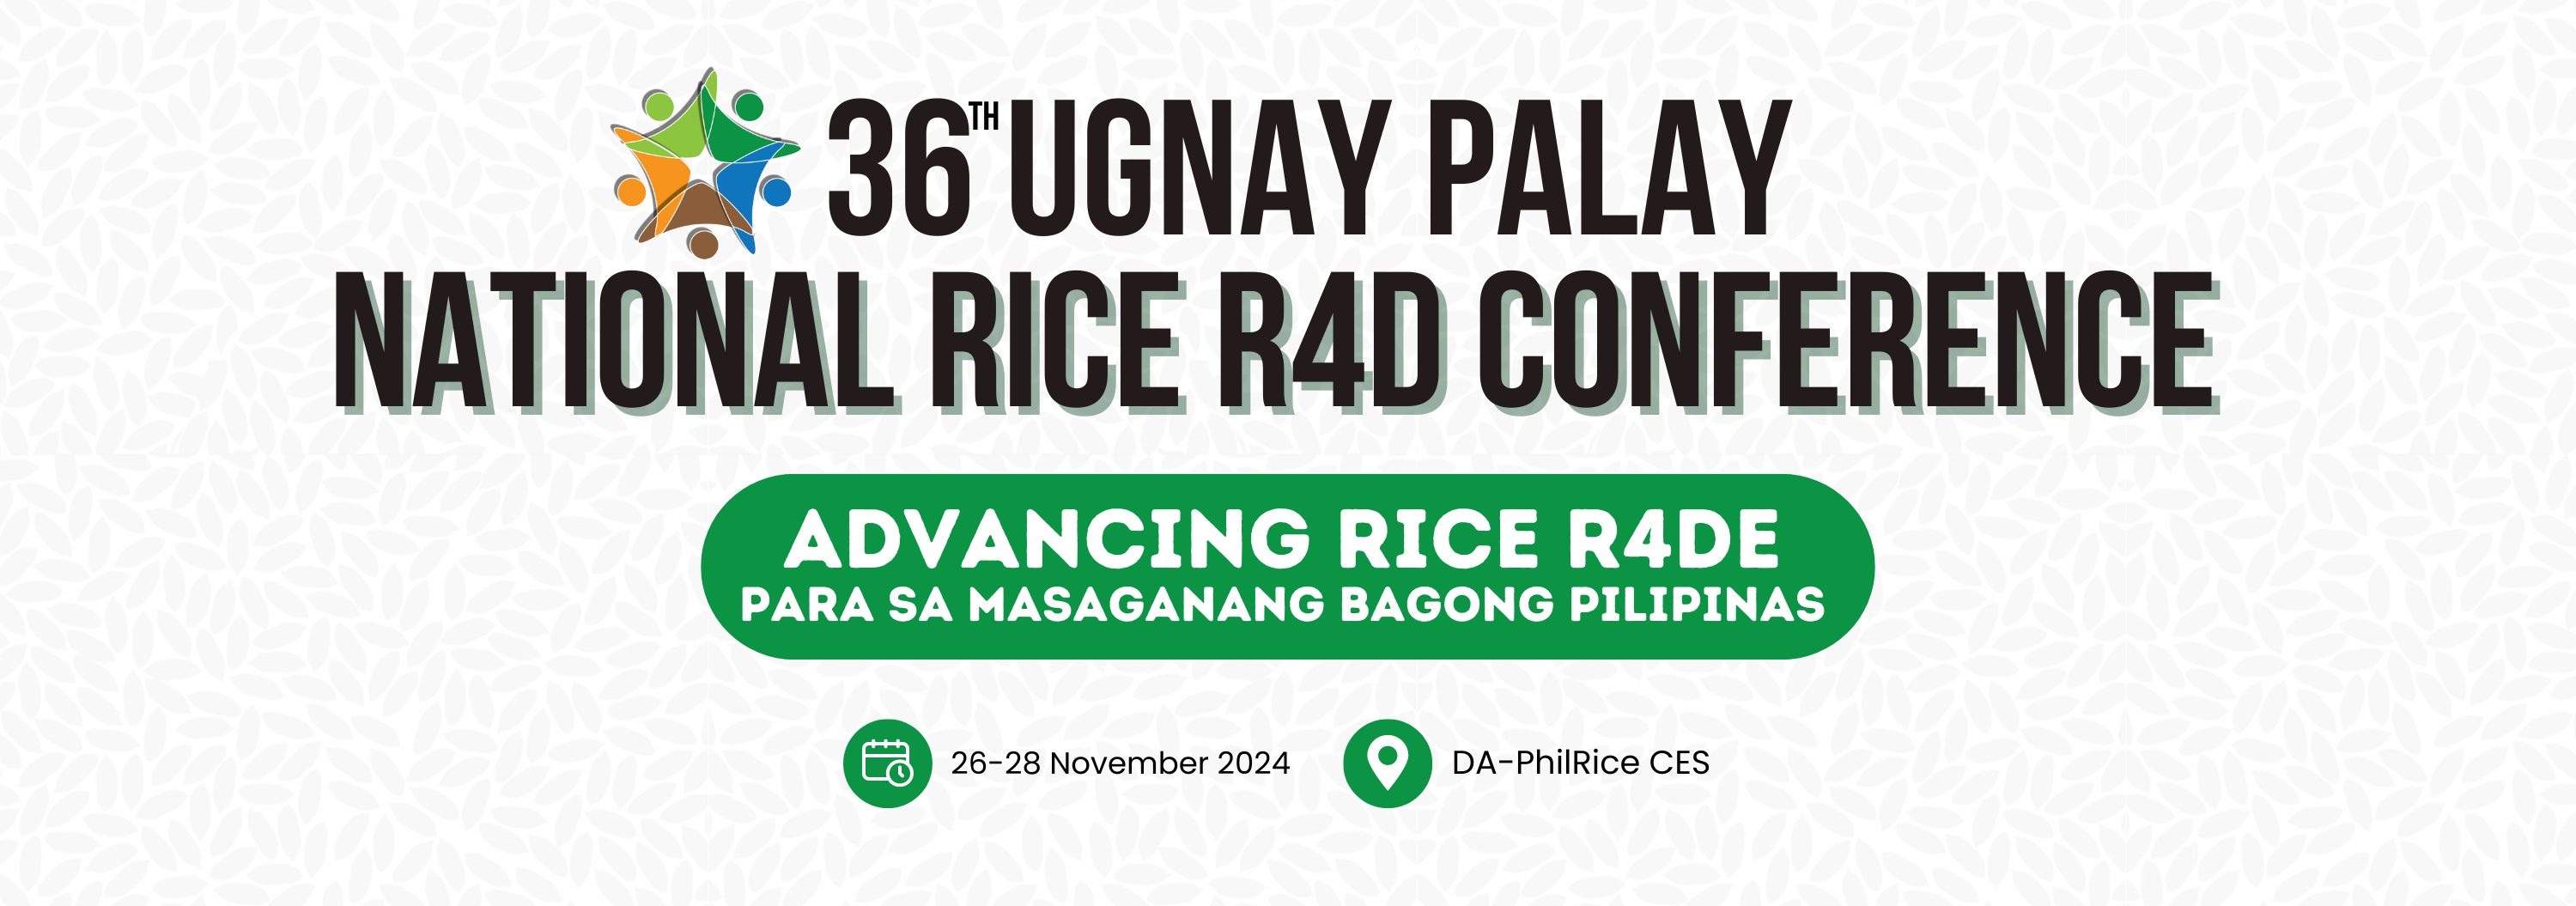 36TH UGNAY PALAY
NATIONAL RICE R4D CONFERENCE
ADVANCING RICE R4DE
PARA SA MASAGANANG BAGONG PILIPINAS
26-28 November 2024
DA-PhilRice CES